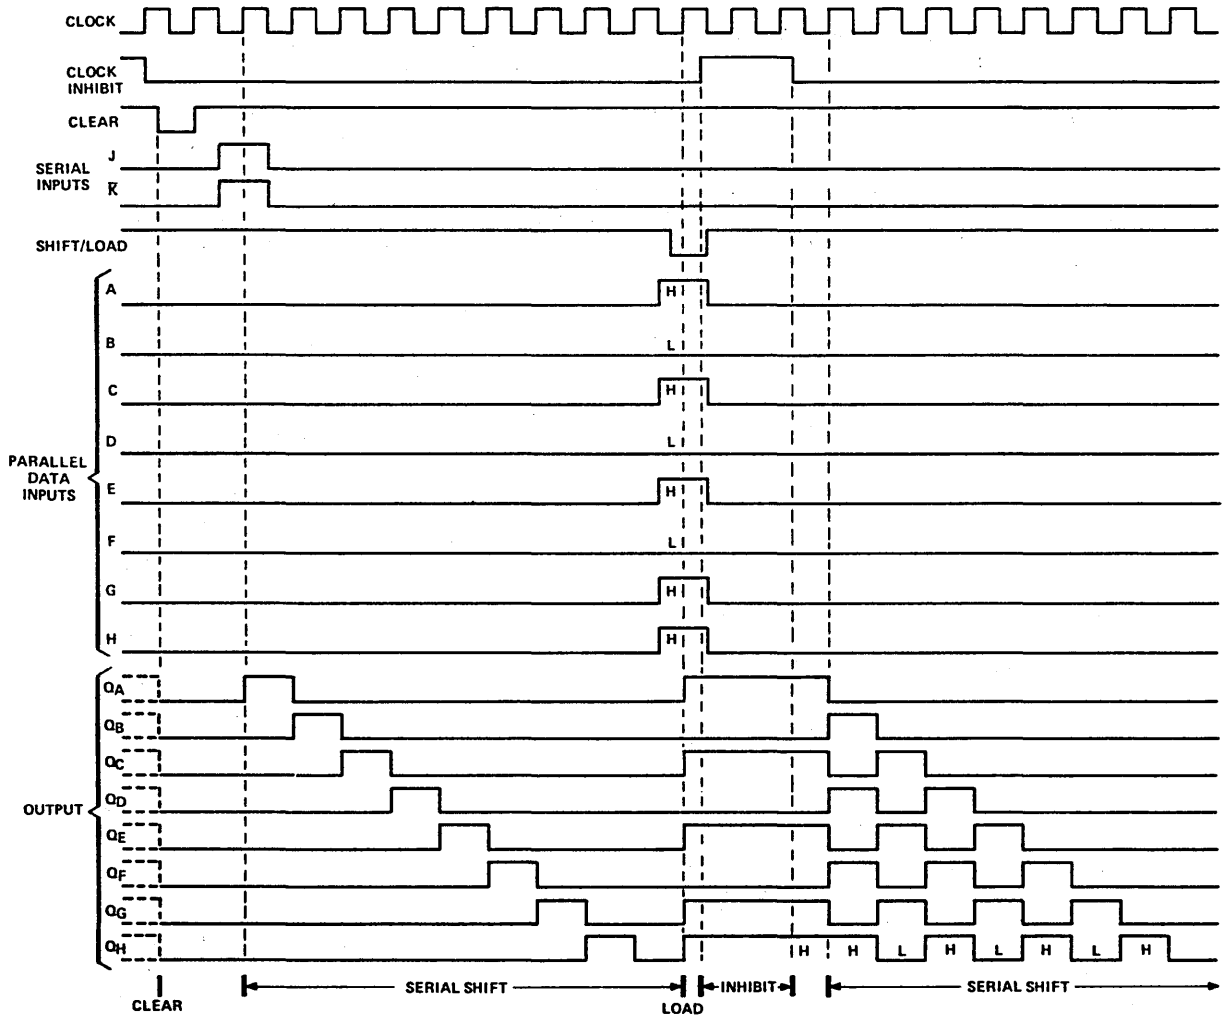 CLOCK
CLOCK
INHIBIT
CLEAR
SERIAL
INPUTS
J
K̅
SHIFT/LOAD
PARALLEL
DATA
INPUTS
A
H
B
L
C
H
D
L
E
H
F
L
G
H
H
H
OUTPUT
QA
QB
QC
QD
QE
QF
QG
QH
H H L H L H L H
CLEAR
SERIAL SHIFT
LOAD
INHIBIT
SERIAL SHIFT